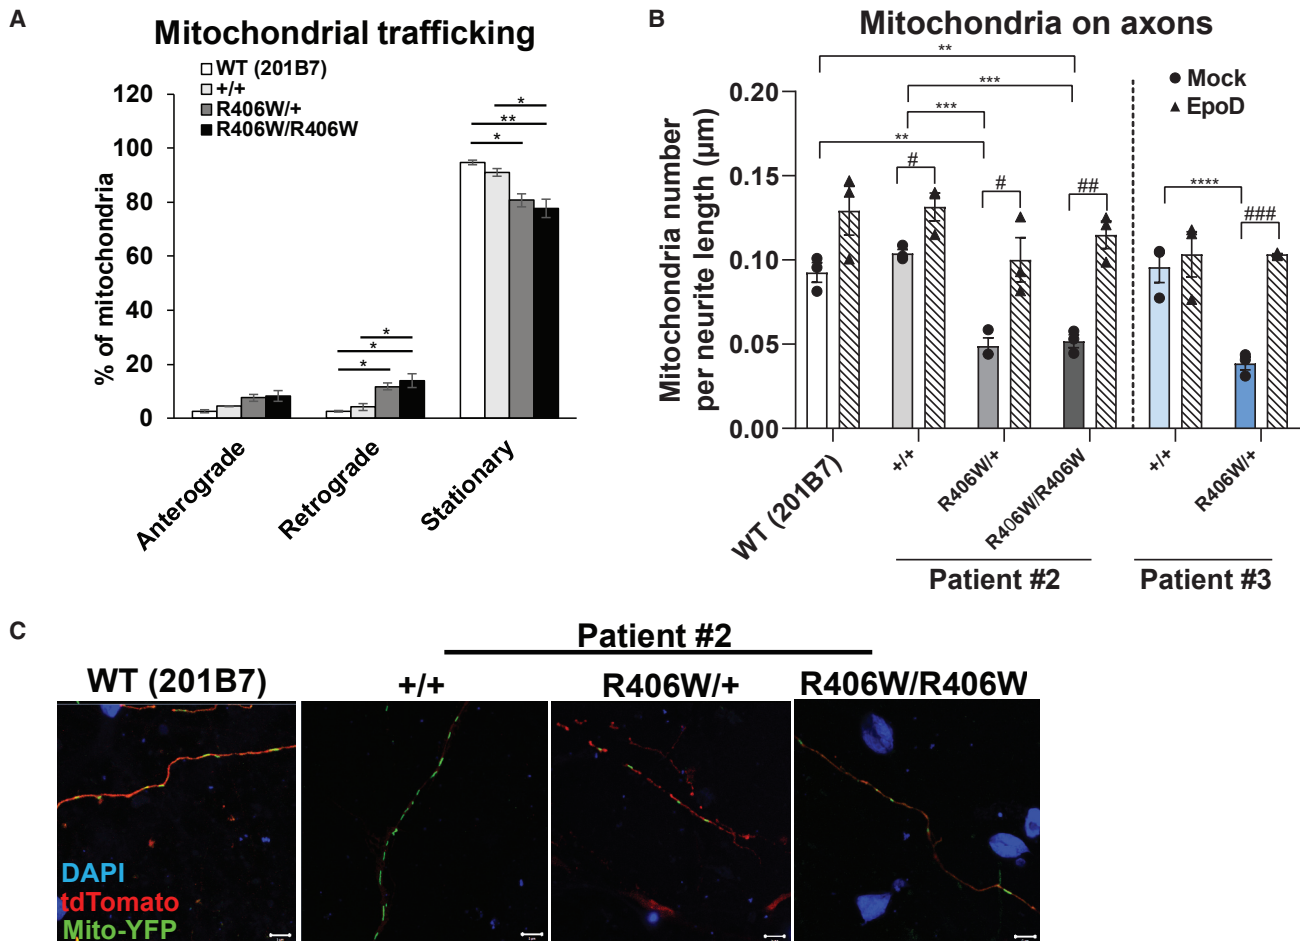 A
Mitochondrial trafficking
WT (201B7)
+/+
R406W/+
R406W/R406W
% of mitochondria
120
100
80
60
40
20
0
*
**
*
*
*
*
Anterograde
Retrograde
Stationary
B
Mitochondria on axons
Mock
EpoD
Mitochondria number
per neurite length (µm)
0.20
0.15
0.10
0.05
0.00
**
***
***
**
#
#
##
****
###
WT (201B7)
+/+
R406W/+
R406W/R406W
+/+
R406W/+
Patient #2
Patient #3
C
Patient #2
WT (201B7)
+/+
R406W/+
R406W/R406W
DAPI
tdTomato
Mito-YFP